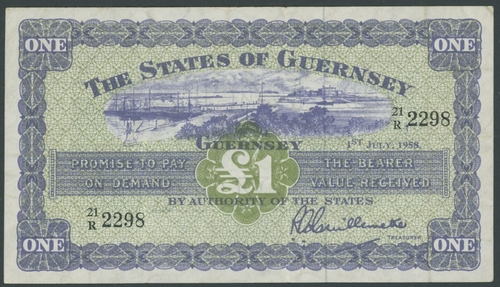 ONE ONE
THE STATES OF GUERNSEY
21/R 2298
GUERNSEY 1ST JULY, 1958.
PROMISE TO PAY THE BEARER
£1
ON DEMAND VALUE RECEIVED
BY AUTHORITY OF THE STATES
21/R 2298
TREASURER
ONE ONE